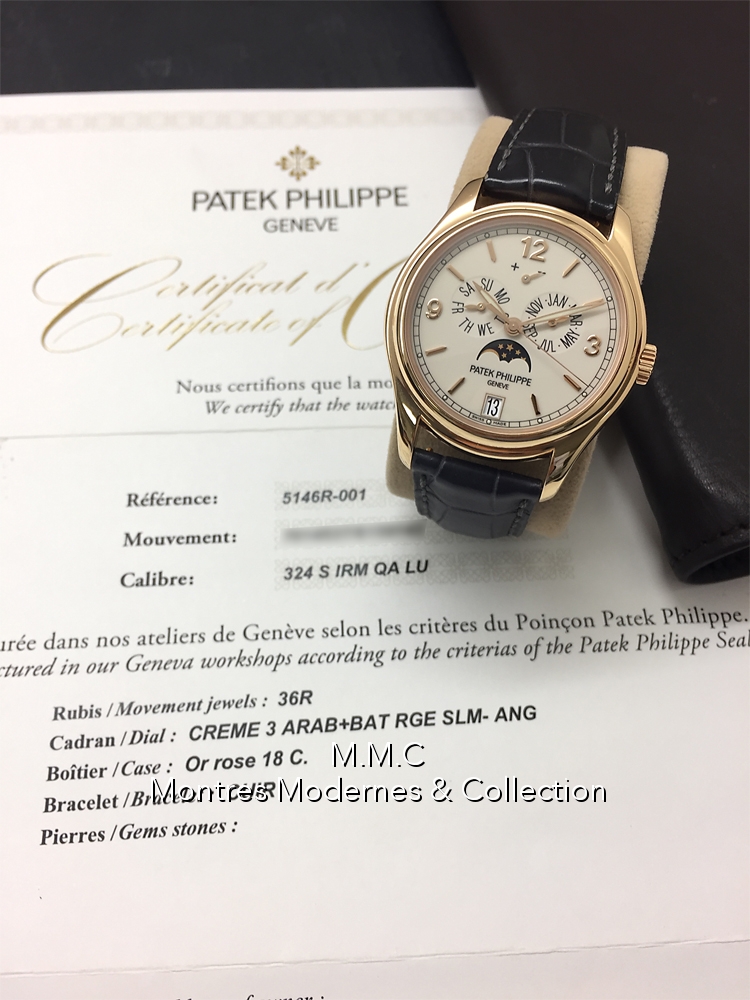 PATEK PHILIPPE
GENEVE
Certificat d'
Certificate of
Nous certifions que la mo
We certify that the watch
Référence: 5146R-001
Mouvement:
Calibre: 324 S IRM QA LU
urée dans nos ateliers de Genève selon les critères du Poinçon Patek Philippe.
ctured in our Geneva workshops according to the criterias of the Patek Philippe Seal
Rubis / Movement jewels : 36R
Cadran / Dial : CREME 3 ARAB+BAT RGE SLM- ANG
Boîtier / Case : Or rose 18 C.
Bracelet /
Pierres / Gems stones :
12
+ -
SA SU MO
FR TH WE
NOV·JAN·MAR
SEP·JUL·MAY
9
3
PATEK PHILIPPE
GENEVE
13
M.M.C
Montres Modernes & Collection